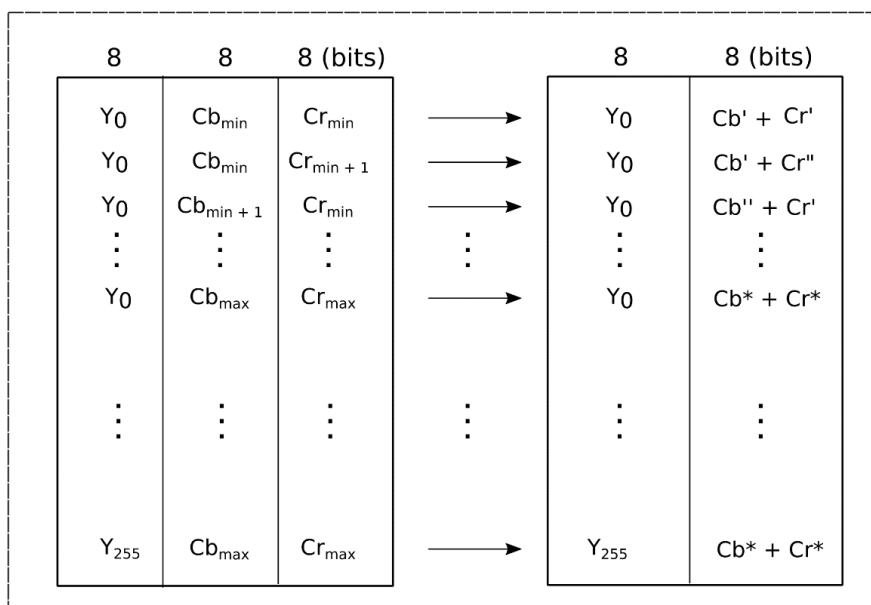 8 8 8 (bits) 8 8 (bits)
Y0 Cbmin Crmin Y0 Cb' + Cr'
Y0 Cbmin Crmin + 1 Y0 Cb' + Cr"
Y0 Cbmin + 1 Crmin Y0 Cb'' + Cr'
Y0 Cbmax Crmax Y0 Cb* + Cr*
Y255 Cbmax Crmax Y255 Cb* + Cr*